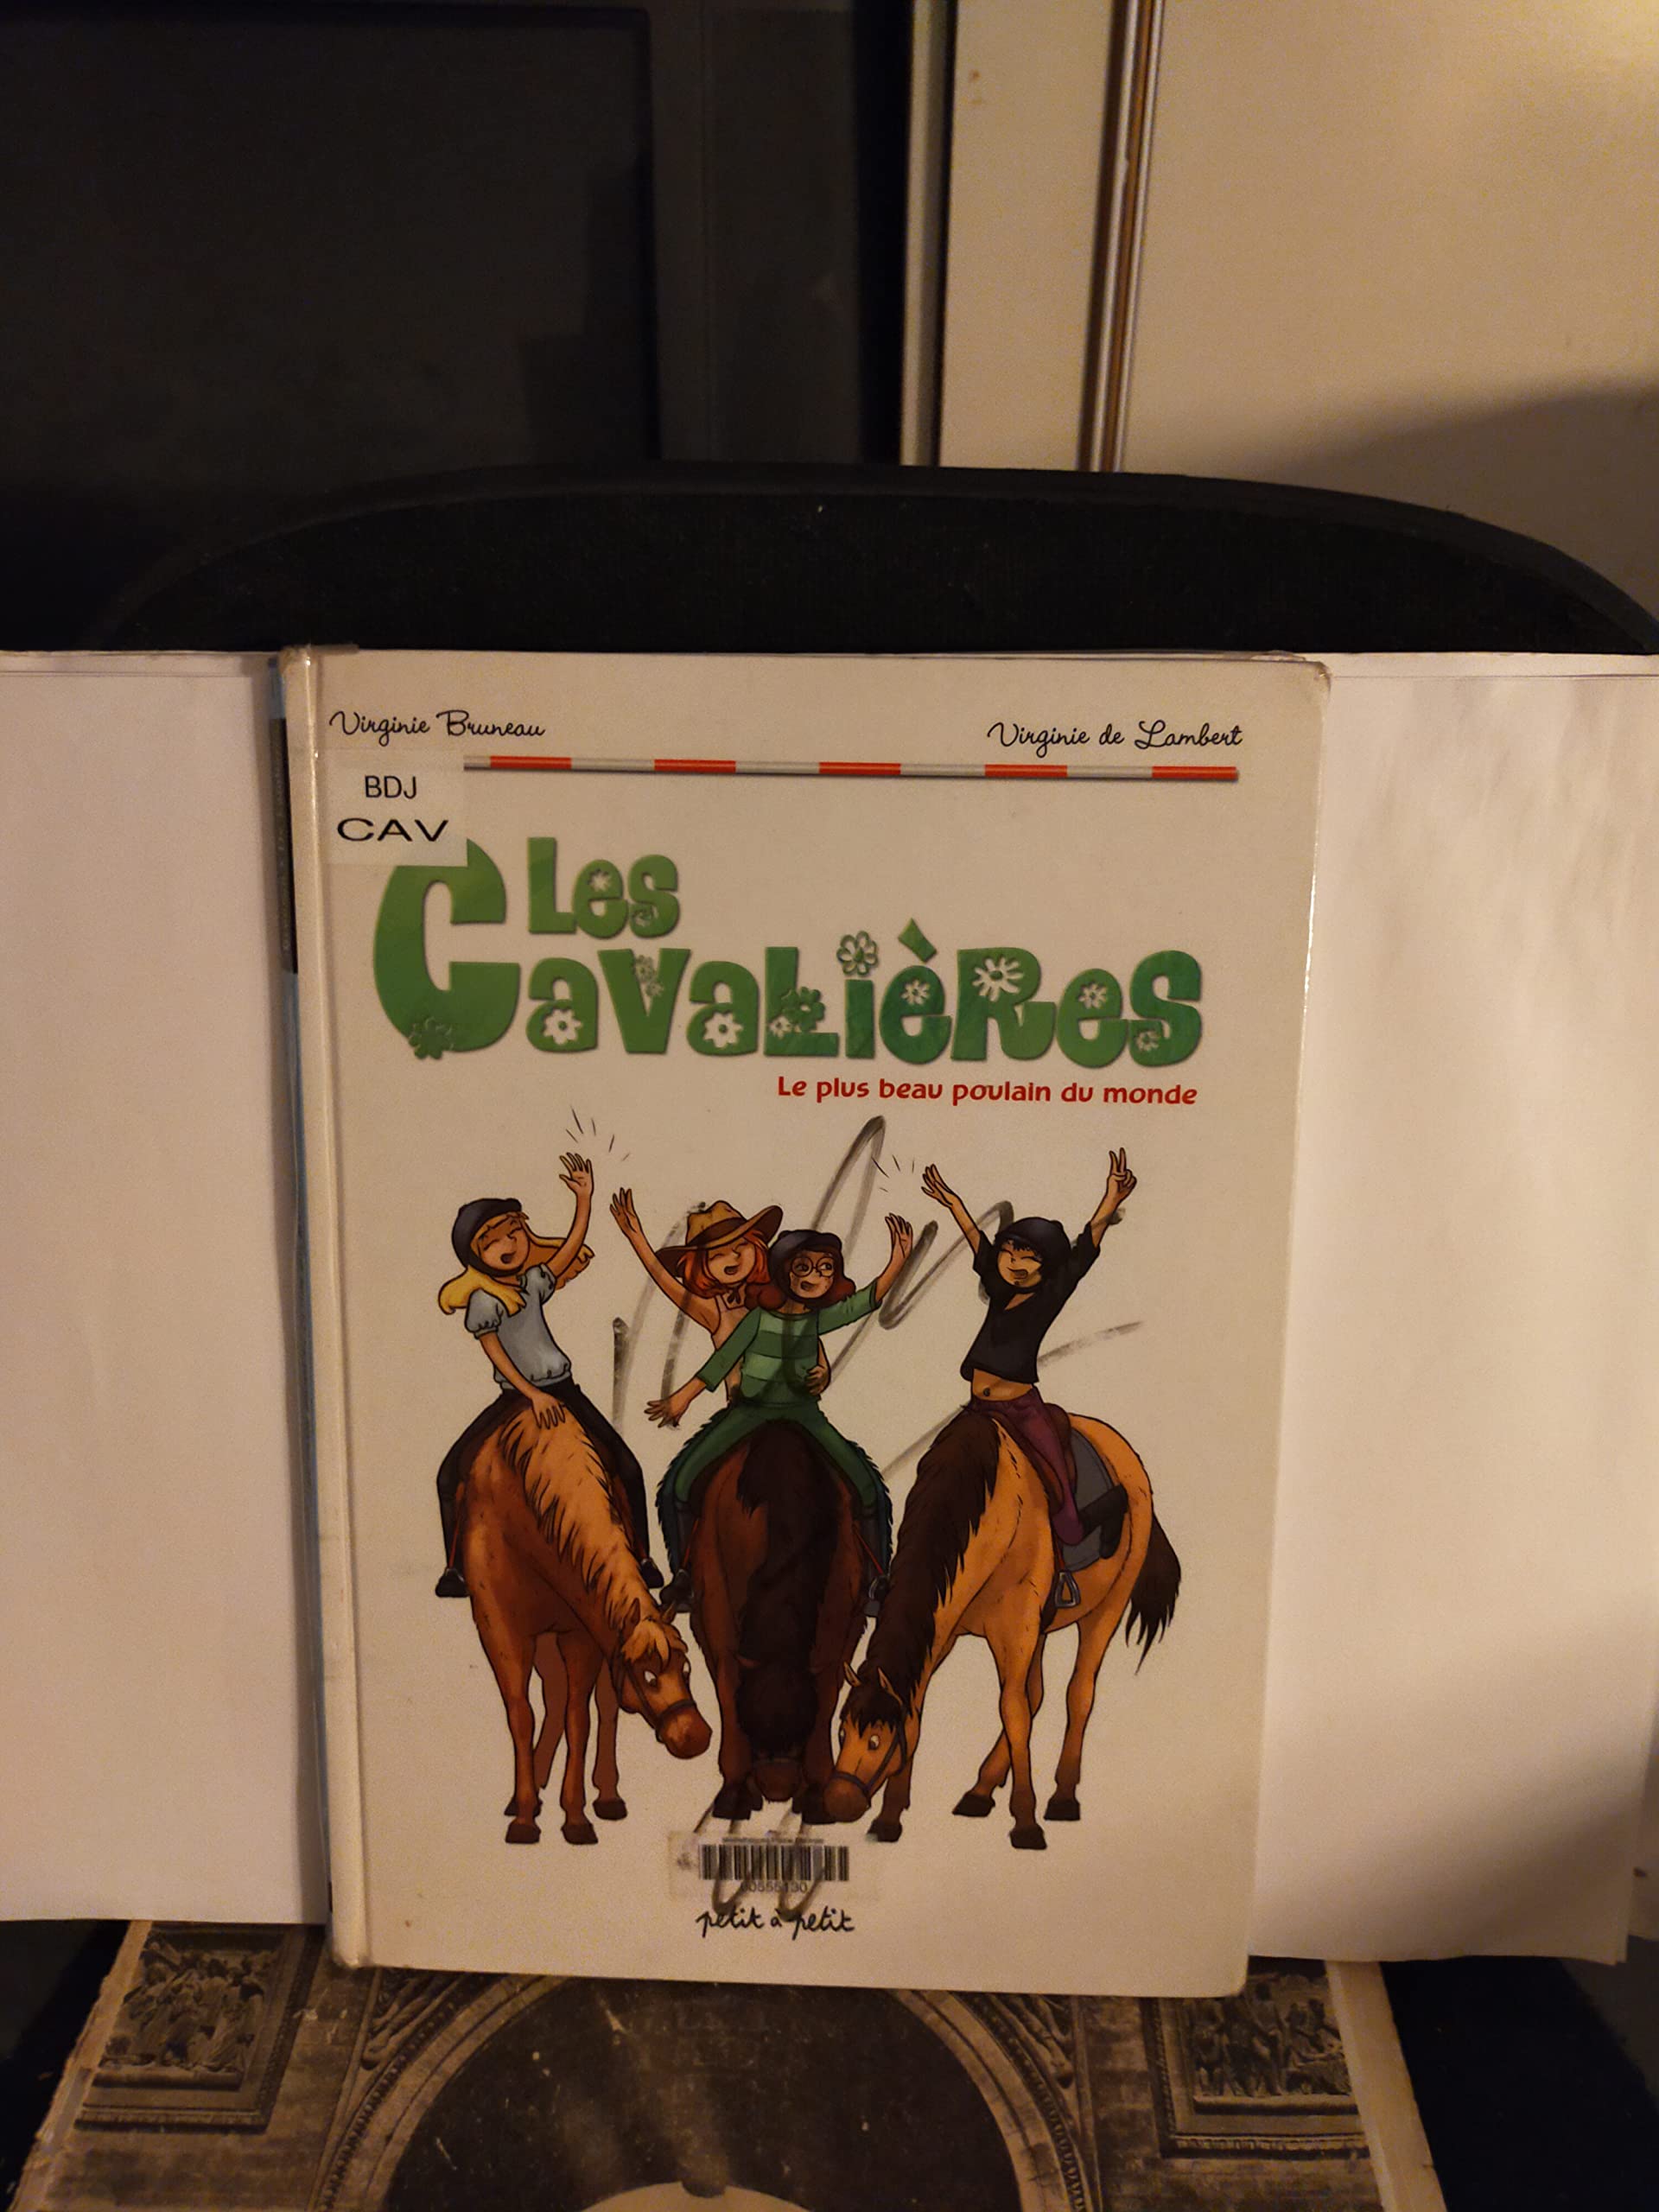 Virginie Bruneau
Virginie de Lambert
BDJ
CAV
Les
Cavalières
Le plus beau poulain du monde
petit à petit